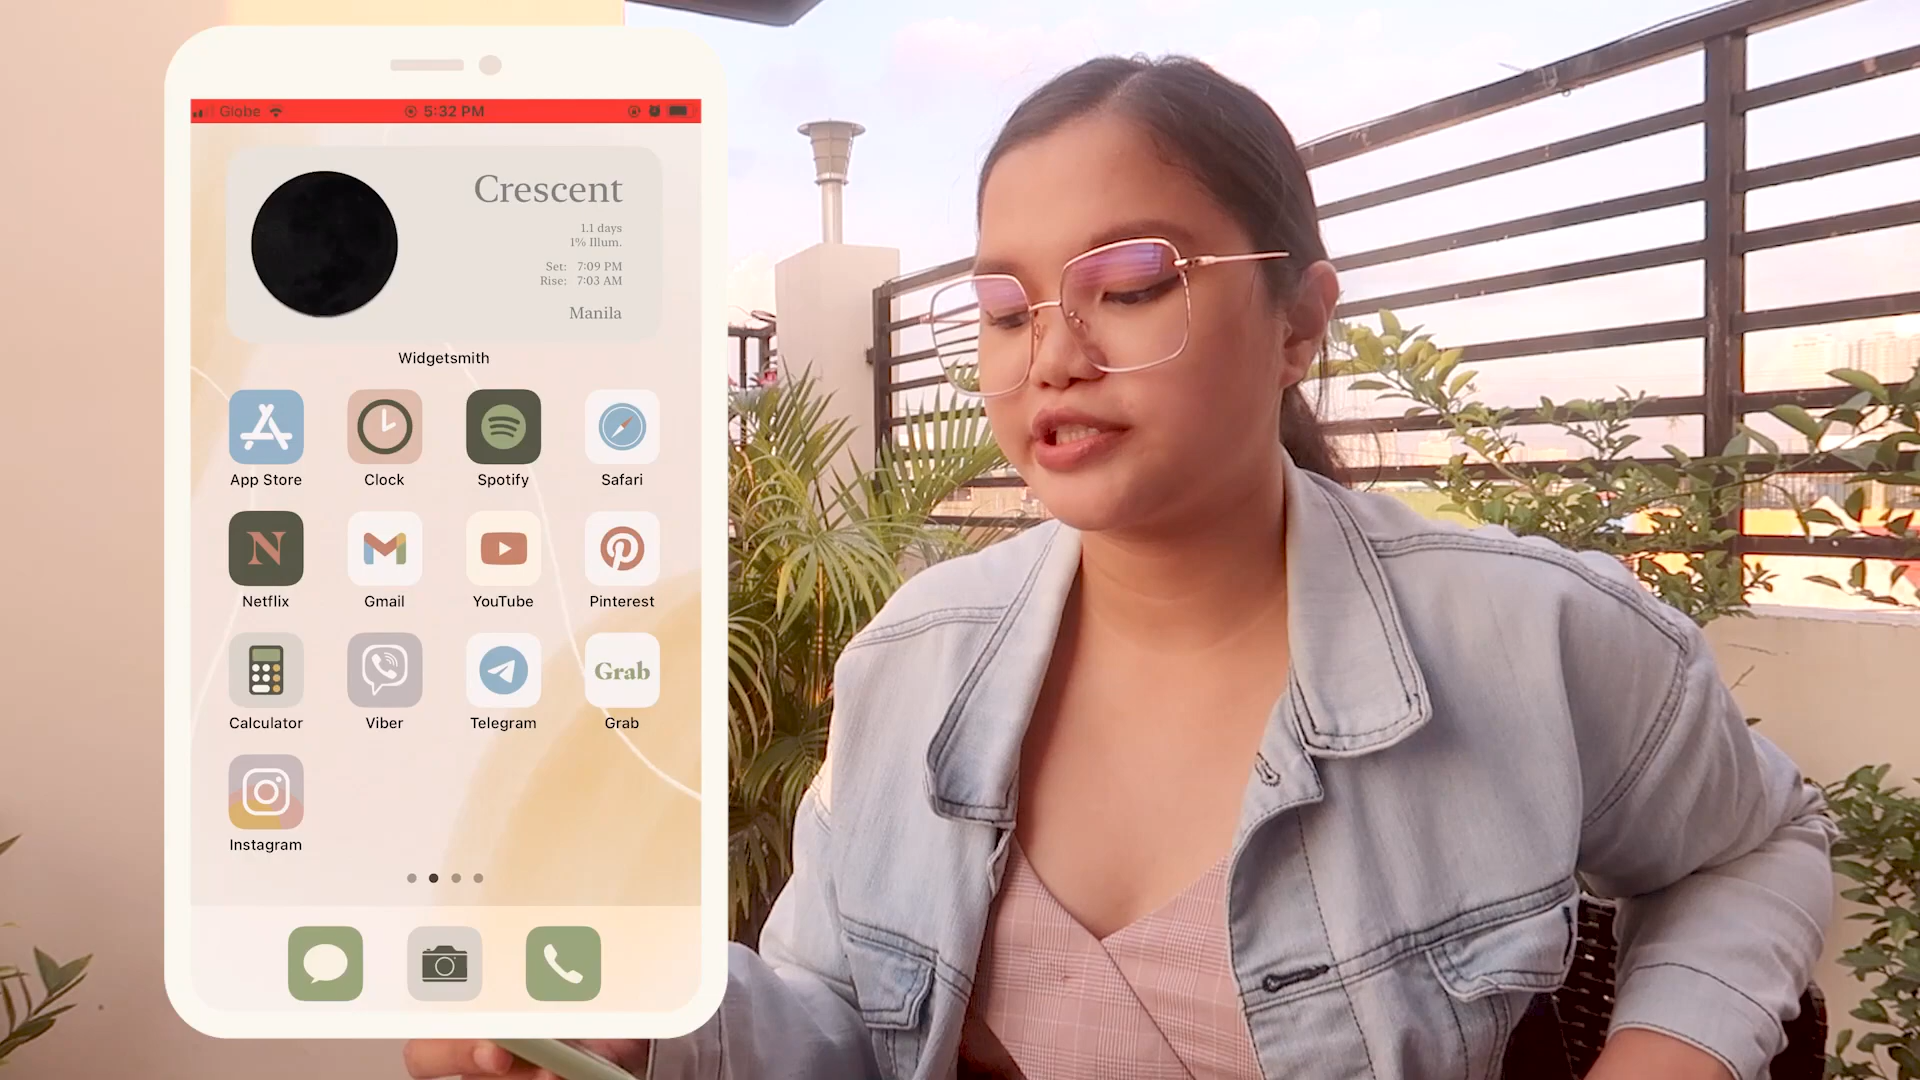 Globe 5:32 PM
Crescent
1.1 days
1% Illum.
Set: 7:09 PM
Rise: 7:03 AM
Manila
Widgetsmith
App Store Clock Spotify Safari
N
Netflix Gmail YouTube Pinterest
Grab
Calculator Viber Telegram Grab
Instagram